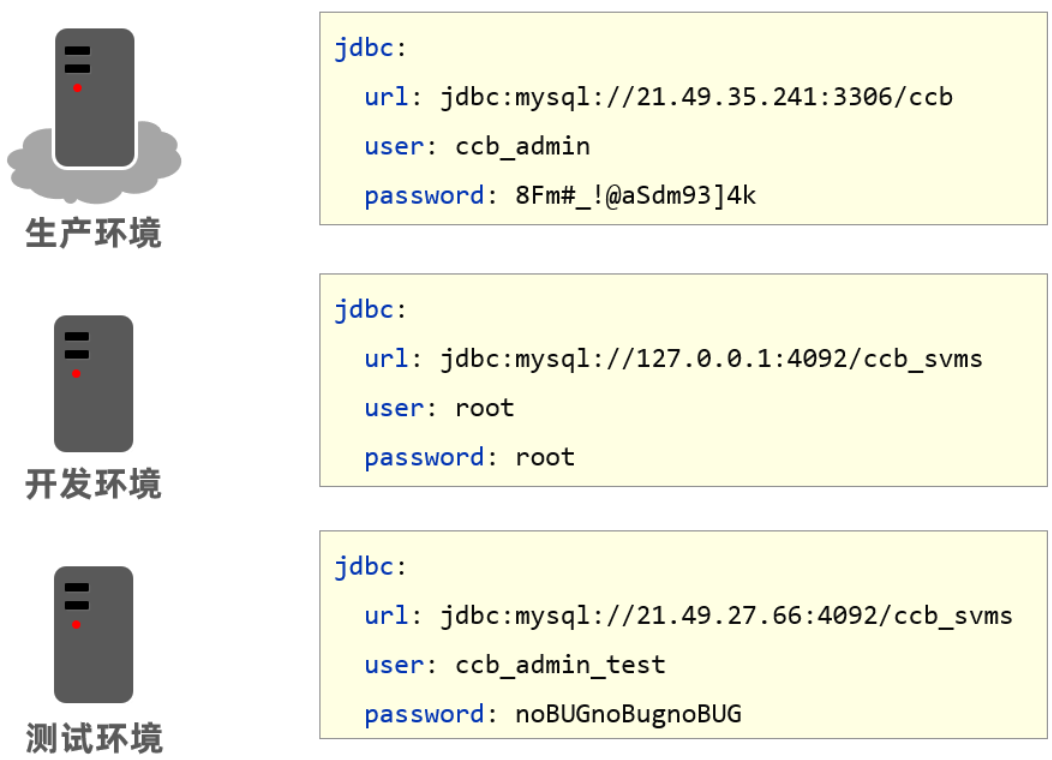 jdbc:
url: jdbc:mysql://21.49.35.241:3306/ccb
user: ccb_admin
password: 8Fm#_!@aSdm93]4k
生产环境
jdbc:
url: jdbc:mysql://127.0.0.1:4092/ccb_svms
user: root
password: root
开发环境
jdbc:
url: jdbc:mysql://21.49.27.66:4092/ccb_svms
user: ccb_admin_test
password: noBUGnoBugnoBUG
测试环境